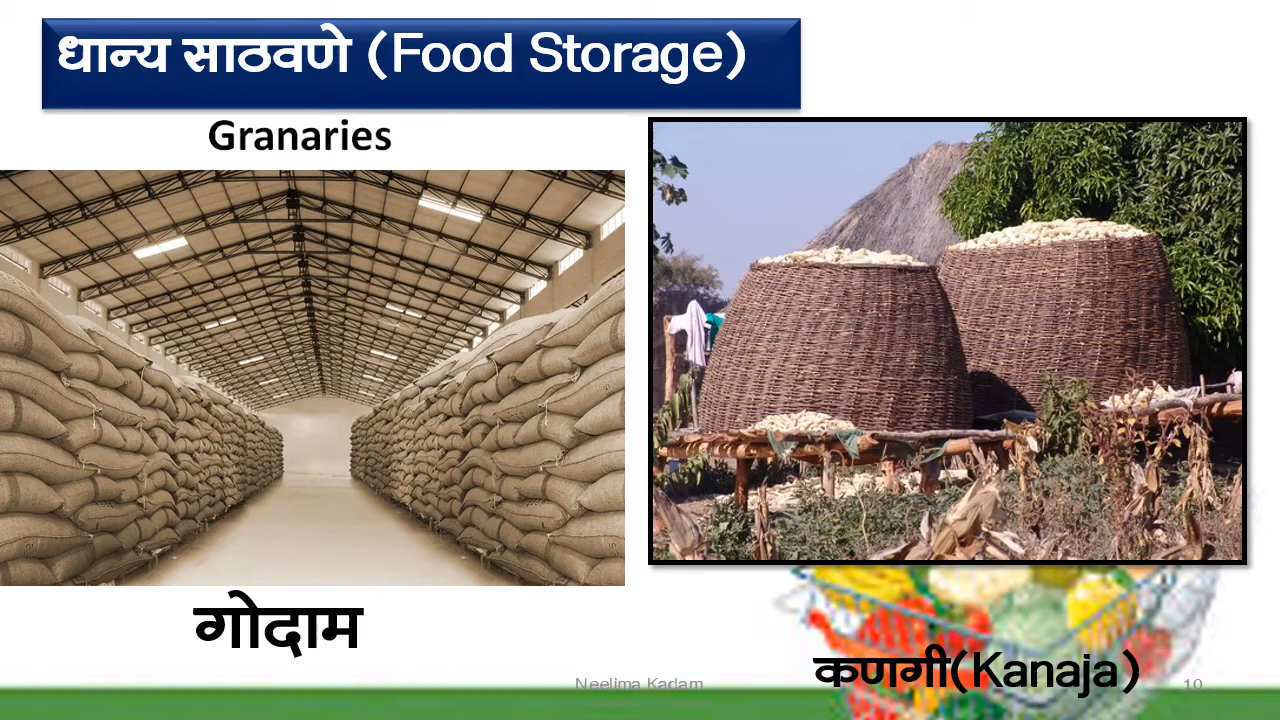 धान्य साठवणे (Food Storage)
Granaries
गोदाम
कणगी(Kanaja)
Neelima Kadam
10